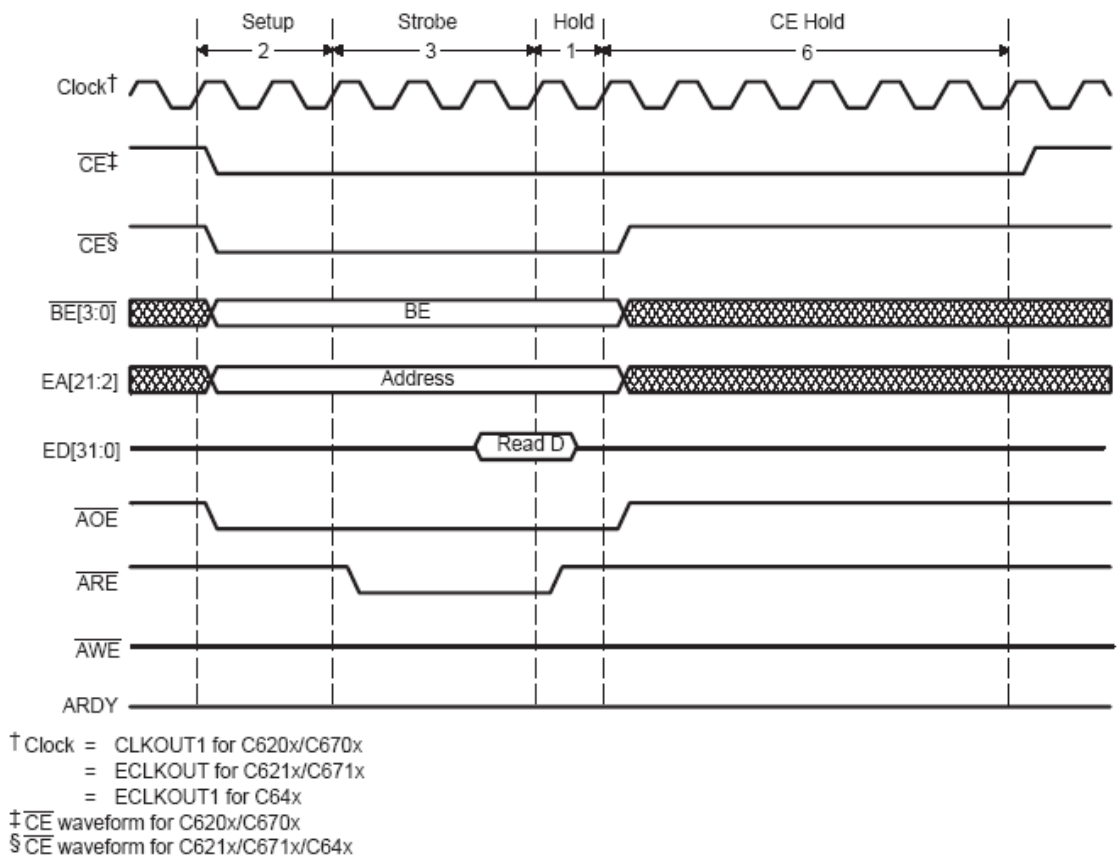 Setup Strobe Hold CE Hold
2 3 1 6
Clock†
CE‡
CE§
BE[3:0] BE
EA[21:2] Address
ED[31:0] Read D
AOE
ARE
AWE
ARDY
† Clock = CLKOUT1 for C620x/C670x
= ECLKOUT for C621x/C671x
= ECLKOUT1 for C64x
‡ CE waveform for C620x/C670x
§ CE waveform for C621x/C671x/C64x